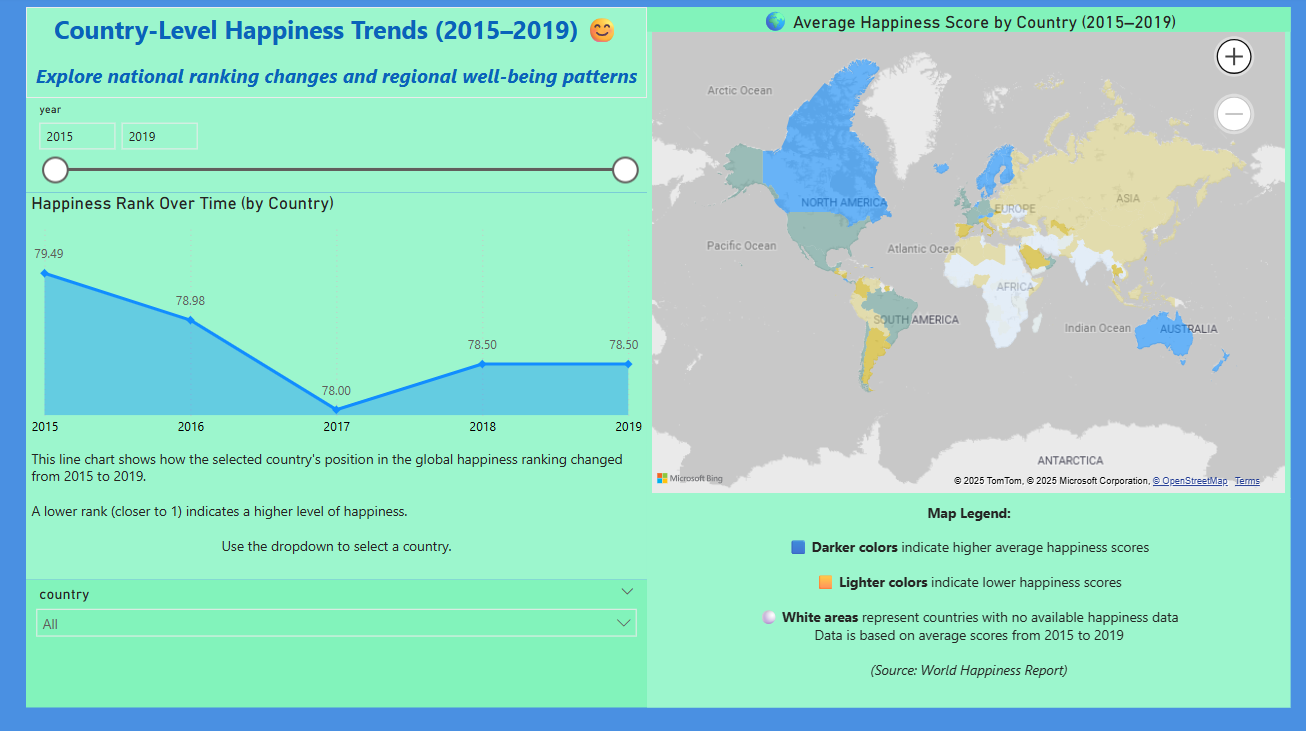 Country-Level Happiness Trends (2015–2019) 😊
Explore national ranking changes and regional well-being patterns
year
2015
2019
Happiness Rank Over Time (by Country)
79.49
78.98
78.00
78.50
78.50
2015
2016
2017
2018
2019
This line chart shows how the selected country's position in the global happiness ranking changed
from 2015 to 2019.
A lower rank (closer to 1) indicates a higher level of happiness.
Use the dropdown to select a country.
country
All
🌍 Average Happiness Score by Country (2015–2019)
Arctic Ocean
NORTH AMERICA
EUROPE
ASIA
Pacific Ocean
Atlantic Ocean
AFRICA
SOUTH AMERICA
Indian Ocean
AUSTRALIA
ANTARCTICA
Microsoft Bing
© 2025 TomTom, © 2025 Microsoft Corporation, © OpenStreetMap Terms
Map Legend:
Darker colors indicate higher average happiness scores
Lighter colors indicate lower happiness scores
White areas represent countries with no available happiness data
Data is based on average scores from 2015 to 2019
(Source: World Happiness Report)